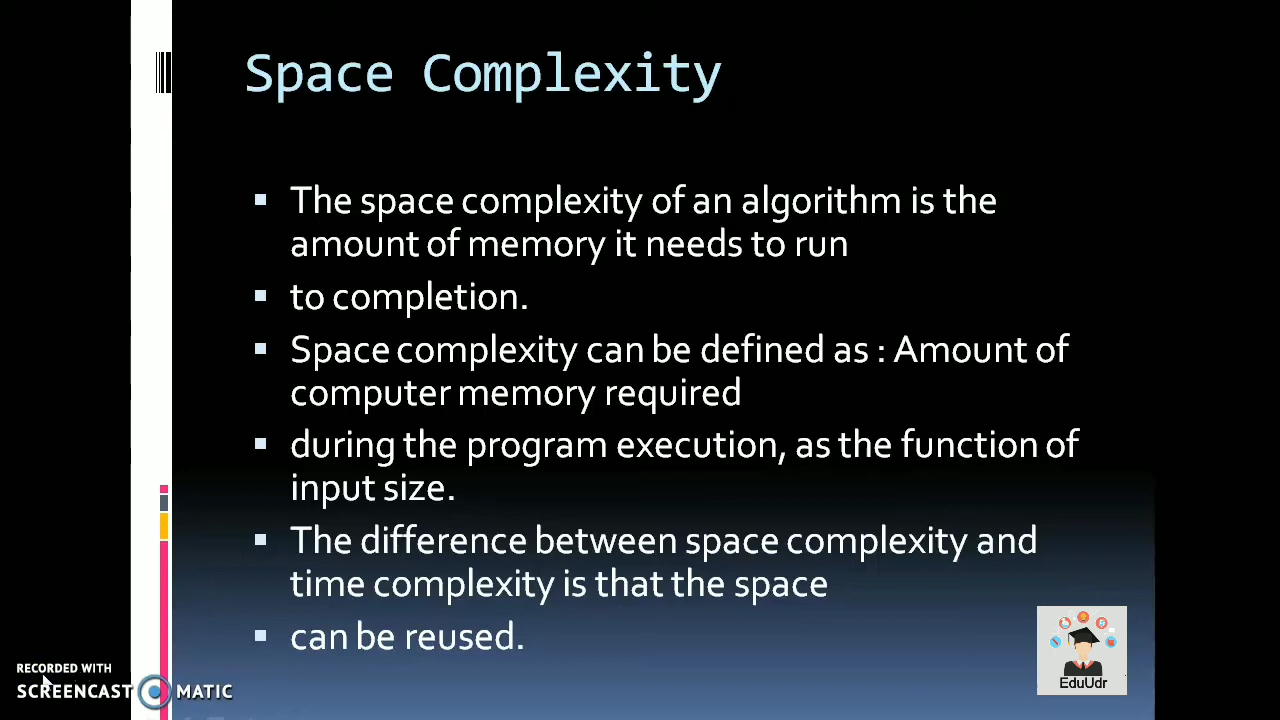 Space Complexity
The space complexity of an algorithm is the
amount of memory it needs to run
to completion.
Space complexity can be defined as : Amount of
computer memory required
during the program execution, as the function of
input size.
The difference between space complexity and
time complexity is that the space
can be reused.
EduUdr
RECORDED WITH
SCREENCAST MATIC